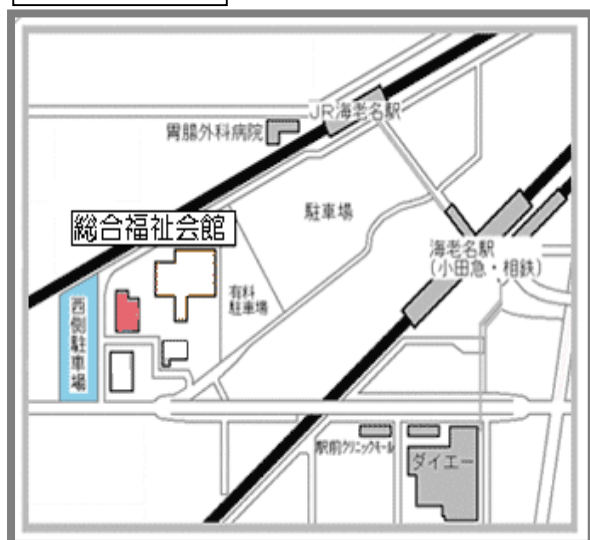 JR海老名駅
胃腸外科病院
総合福祉会館
駐車場
海老名駅
(小田急・相鉄)
有料
駐車場
西側駐車場
駅前クリニックモール
ダイエー